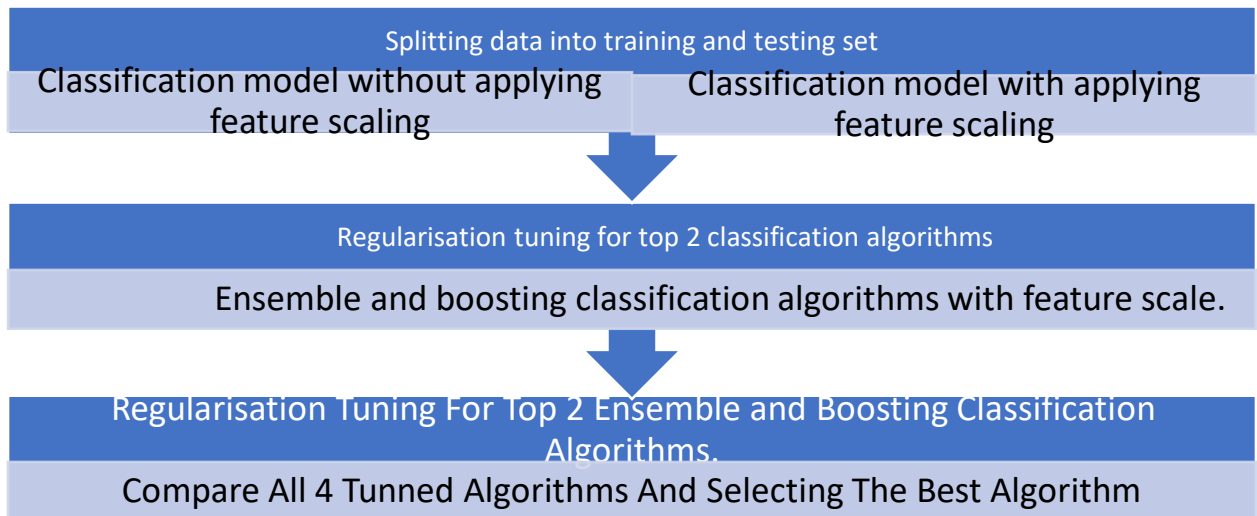 Splitting data into training and testing set
Classification model without applying
feature scaling
Classification model with applying
feature scaling
Regularisation tuning for top 2 classification algorithms
Ensemble and boosting classification algorithms with feature scale.
Regularisation Tuning For Top 2 Ensemble and Boosting Classification
Algorithms.
Compare All 4 Tunned Algorithms And Selecting The Best Algorithm